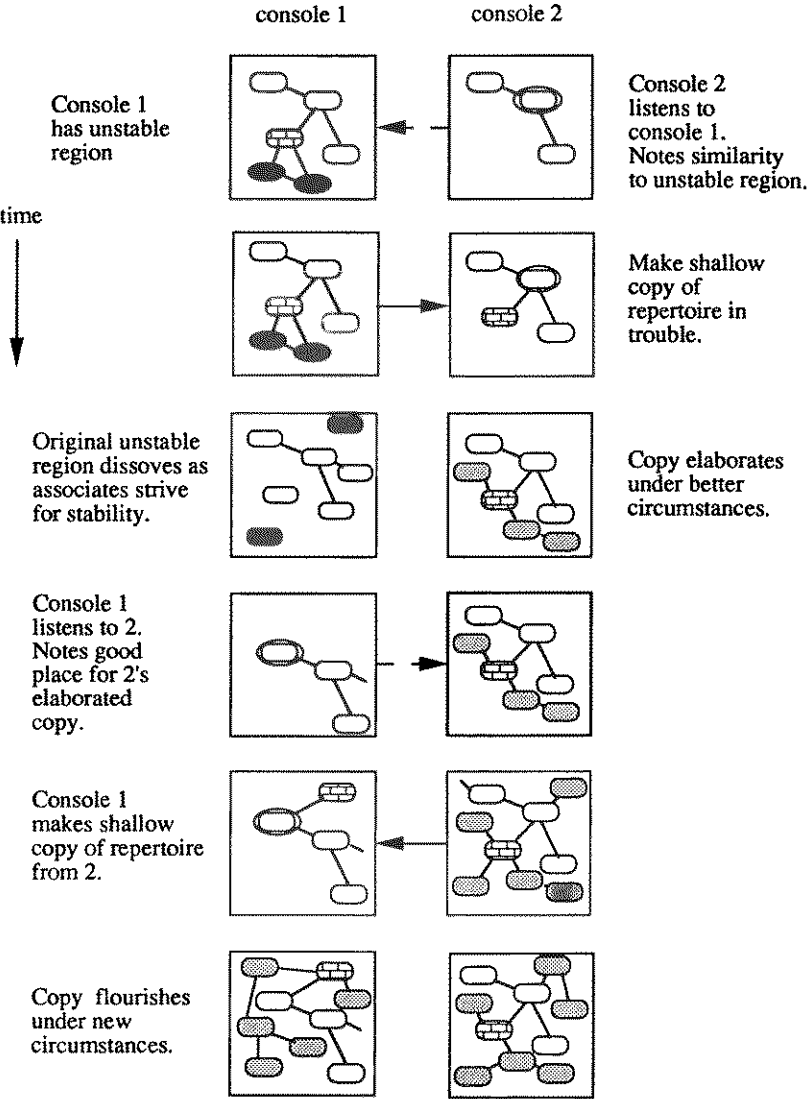 console 1
console 2
Console 1
has unstable
region
Console 2
listens to
console 1.
Notes similarity
to unstable region.
time
Make shallow
copy of
repertoire in
trouble.
Original unstable
region dissoves as
associates strive
for stability.
Copy elaborates
under better
circumstances.
Console 1
listens to 2.
Notes good
place for 2's
elaborated
copy.
Console 1
makes shallow
copy of repertoire
from 2.
Copy flourishes
under new
circumstances.